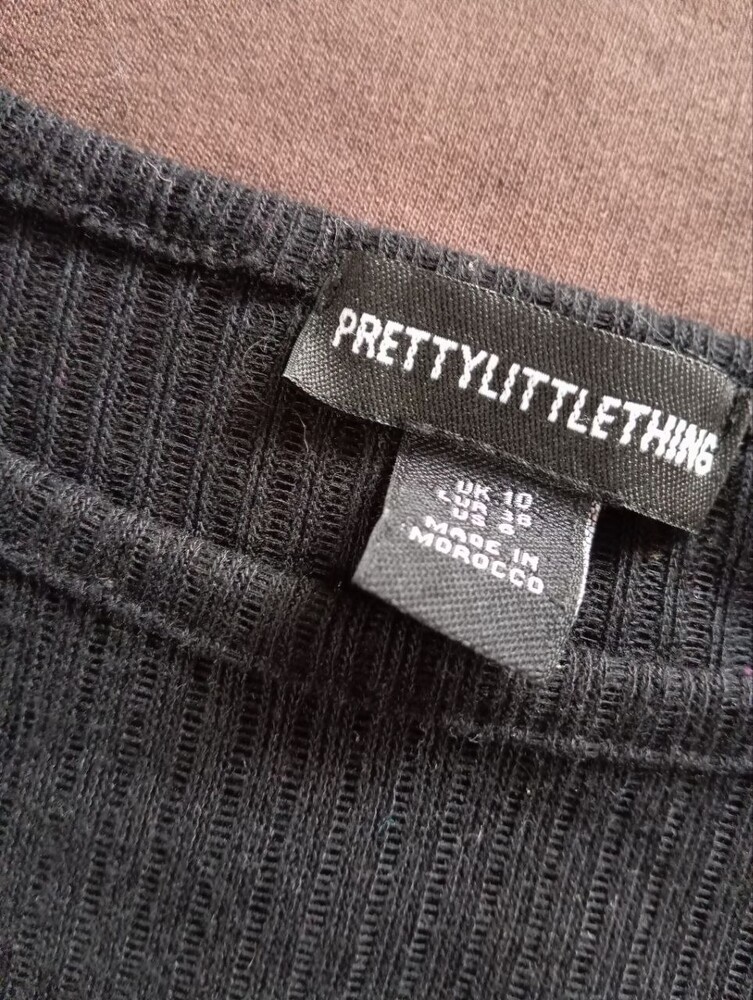 PRETTYLITTLETHING
UK 10
EUR 38
US 6
MADE IN
MOROCCO